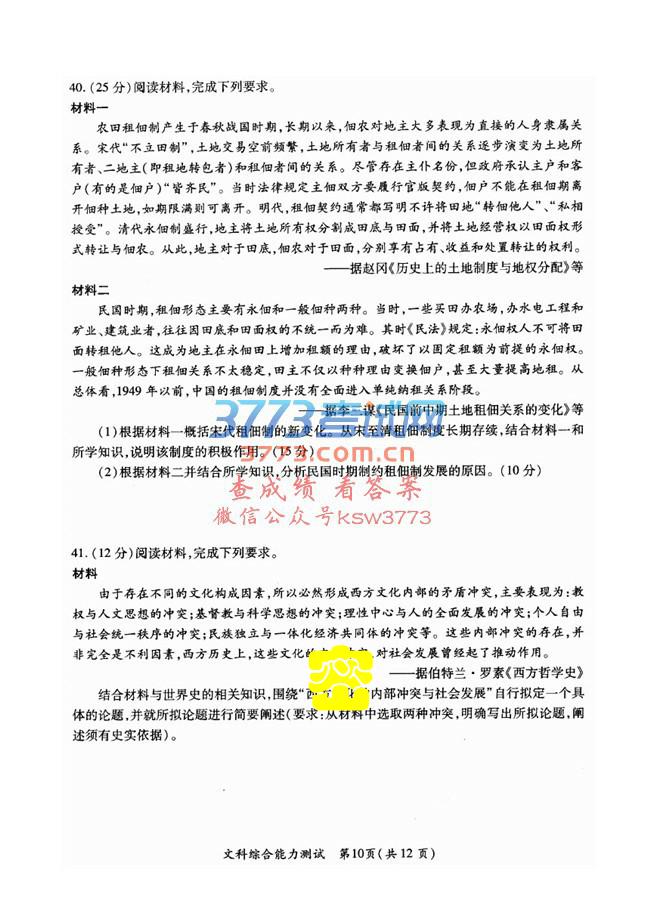 40.(25 分)阅读材料,完成下列要求。
材料一
农田租佃制产生于春秋战国时期,长期以来,佃农对地主大多表现为直接的人身隶属关
系。宋代“不立田制”,土地交易空前频繁,土地所有者与租佃者间的关系逐步演变为土地所
有者、二地主(即租地转包者)和租佃者间的关系。尽管存在主仆名份,但政府承认主户和客
户(有的是佃户)“皆齐民”。当时法律规定主佃双方要履行官版契约,佃户不能在租佃期离
开佃种土地,如期限满则可离开。明代,租佃契约通常都写明不许将田地“转佃他人”、“私相
授受”。清代永佃制盛行,地主将土地所有权分割成田底与田面,并将土地经营权以田面权形
式转让与佃农。从此,地主对于田底,佃农对于田面,分别享有占有、收益和处置转让的权利。
——据赵冈《历史上的土地制度与地权分配》等
材料二
民国时期,租佃形态主要有永佃和一般佃种两种。当时,一些买田办农场,办水电工程和
矿业、建筑业者,往往因田底和田面权的不统一而为难。其时《民法》规定:永佃权人不可将田
面转租他人。这成为地主在永佃田上增加租额的理由,破坏了以固定租额为前提的永佃权。
一般佃种形态下租佃关系不太稳定,田主不仅以种种理由变换佃户,甚至大量提高地租。从
总体看,1949 年以前,中国的租佃制度并没有全面进入单纯纳租关系阶段。
——据李三谋《民国前中期土地租佃关系的变化》等
(1)根据材料一概括宋代租佃制的新变化。从宋至清租佃制度长期存续,结合材料一和
所学知识,说明该制度的积极作用。(15 分)
(2)根据材料二并结合所学知识,分析民国时期制约租佃制发展的原因。(10 分)
3773考试网
www.3773.com.cn
查成绩 看答案
微信公众号ksw3773
41.(12 分)阅读材料,完成下列要求。
材料
由于存在不同的文化构成因素,所以必然形成西方文化内部的矛盾冲突,主要表现为:教
权与人文思想的冲突;基督教与科学思想的冲突;理性中心与人的全面发展的冲突;个人自由
与社会统一秩序的冲突;民族独立与一体化经济共同体的冲突等。这些内部冲突的存在,并
非完全是不利因素,西方历史上,这些文化的 对社会发展曾经起了推动作用。
——据伯特兰·罗素《西方哲学史》
结合材料与世界史的相关知识,围绕“西方 内部冲突与社会发展”自行拟定一个具
体的论题,并就所拟论题进行简要阐述(要求:从材料中选取两种冲突,明确写出所拟论题,阐
述须有史实依据)。
文科综合能力测试 第10页(共 12 页)